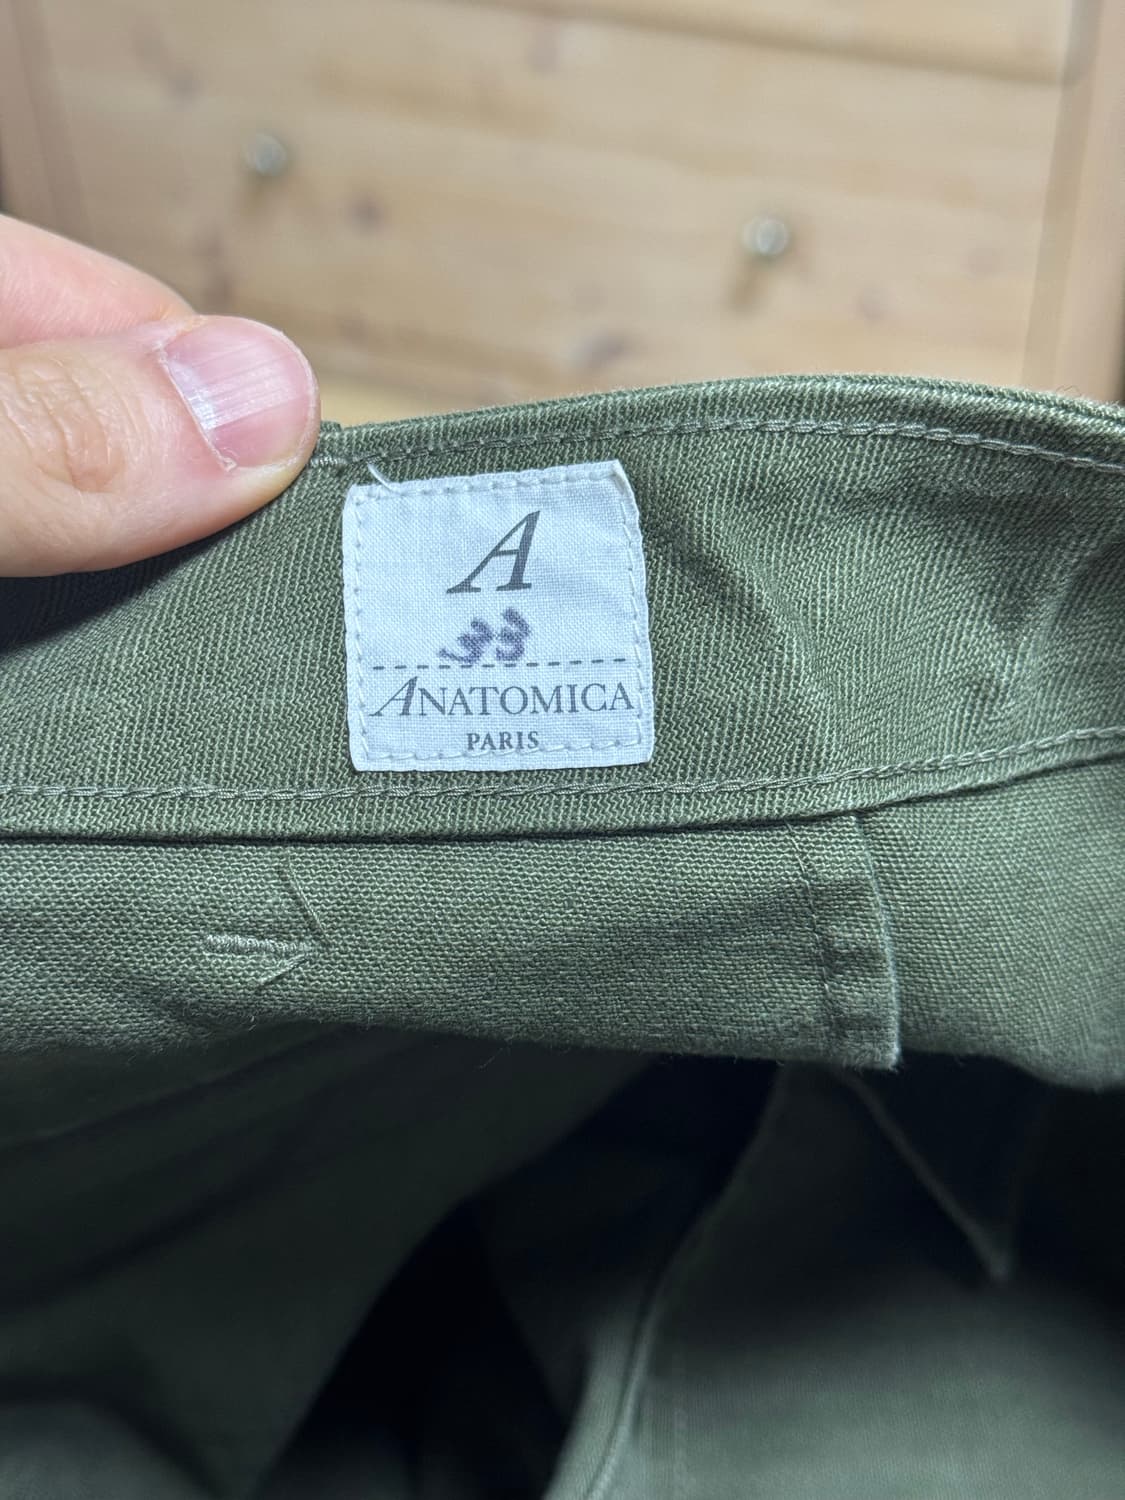 A
33
ANATOMICA
PARIS